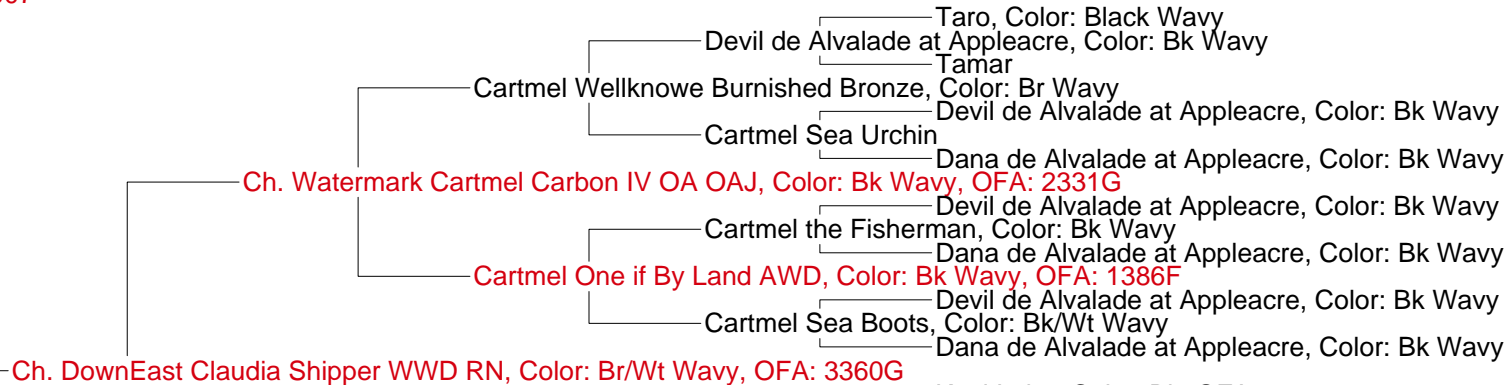 Taro, Color: Black Wavy
Devil de Alvalade at Appleacre, Color: Bk Wavy
Tamar
Cartmel Wellknowe Burnished Bronze, Color: Br Wavy
Devil de Alvalade at Appleacre, Color: Bk Wavy
Cartmel Sea Urchin
Dana de Alvalade at Appleacre, Color: Bk Wavy
Ch. Watermark Cartmel Carbon IV OA OAJ, Color: Bk Wavy, OFA: 2331G
Devil de Alvalade at Appleacre, Color: Bk Wavy
Cartmel the Fisherman, Color: Bk Wavy
Dana de Alvalade at Appleacre, Color: Bk Wavy
Cartmel One if By Land AWD, Color: Bk Wavy, OFA: 1386F
Devil de Alvalade at Appleacre, Color: Bk Wavy
Cartmel Sea Boots, Color: Bk/Wt Wavy
Dana de Alvalade at Appleacre, Color: Bk Wavy
Ch. DownEast Claudia Shipper WWD RN, Color: Br/Wt Wavy, OFA: 3360G